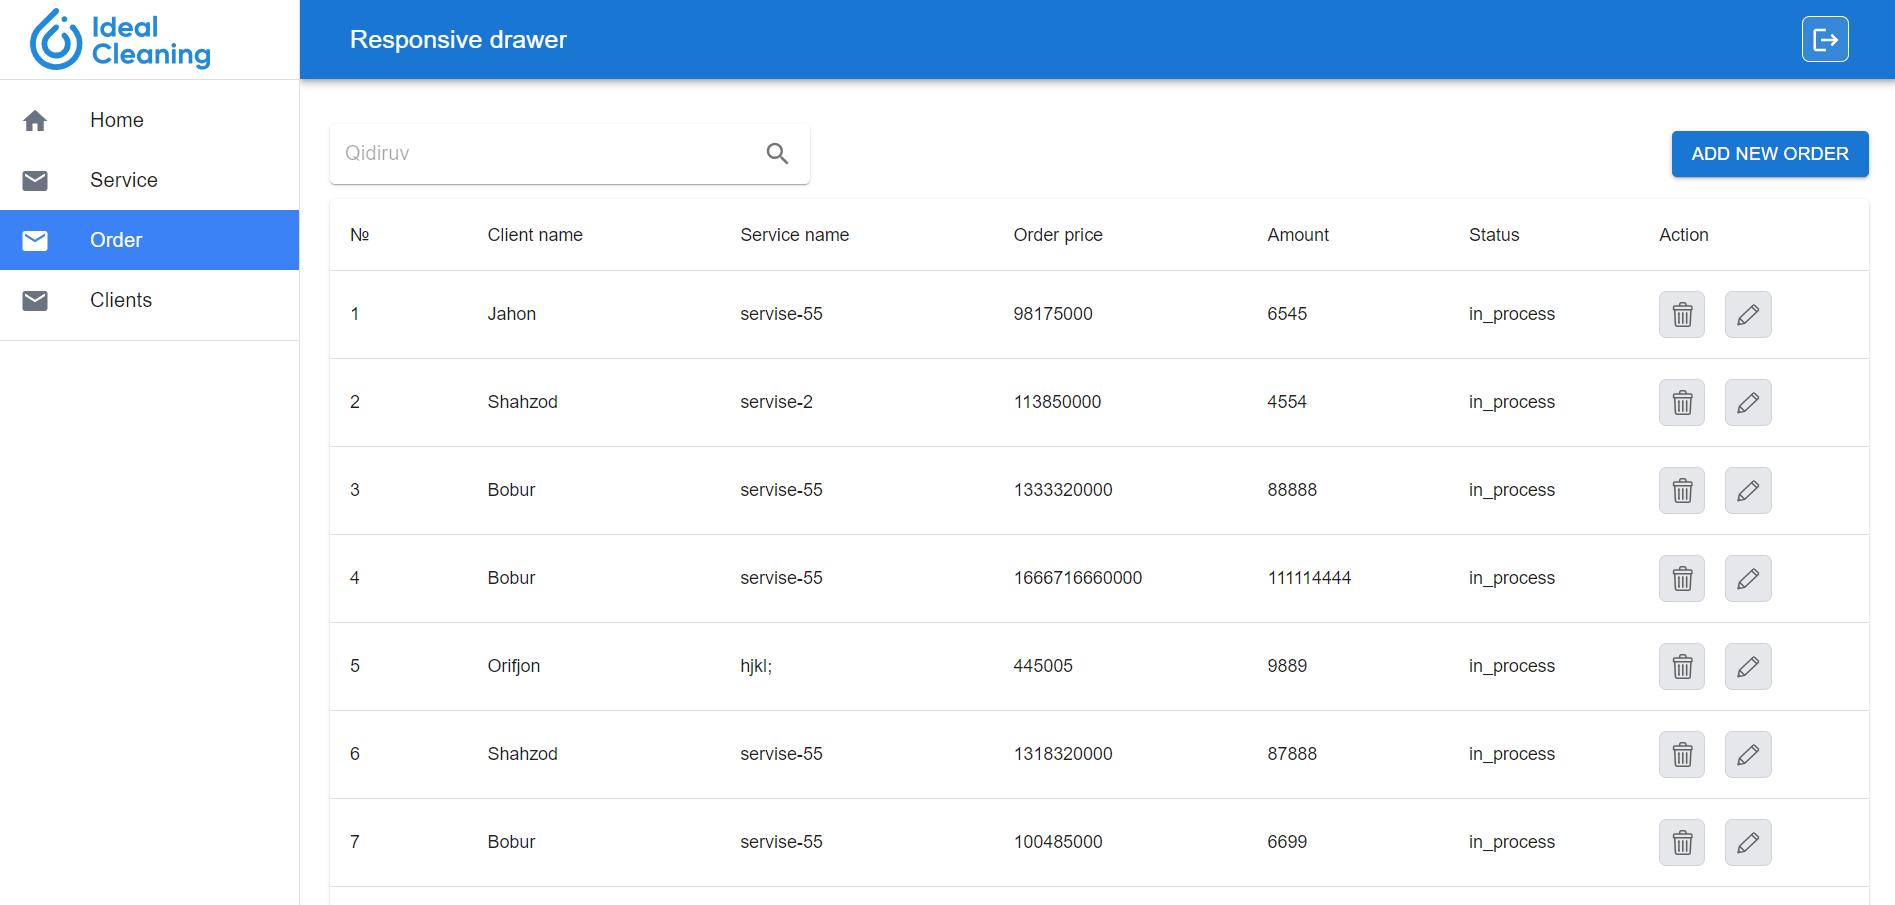 Ideal
Cleaning
Responsive drawer
Home
Service
Order
Clients
Qidiruv
ADD NEW ORDER
№ Client name Service name Order price Amount Status Action
1 Jahon servise-55 98175000 6545 in_process
2 Shahzod servise-2 113850000 4554 in_process
3 Bobur servise-55 1333320000 88888 in_process
4 Bobur servise-55 1666716660000 111114444 in_process
5 Orifjon hjkl; 445005 9889 in_process
6 Shahzod servise-55 1318320000 87888 in_process
7 Bobur servise-55 100485000 6699 in_process